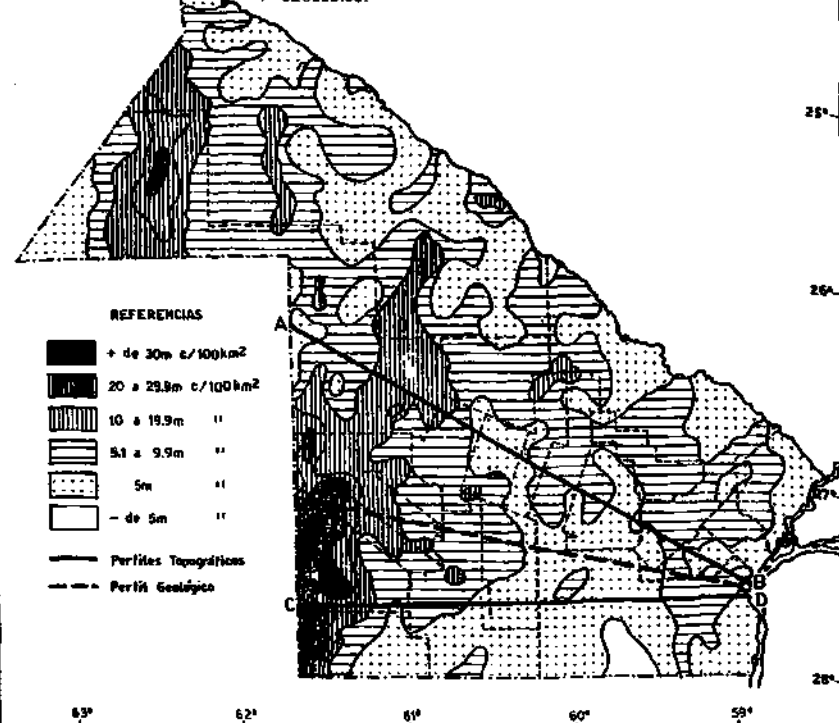 25°
26°
A
REFERENCIAS
+ de 30m c/100km2
20 a 29.9m c/100km2
10 a 19.9m "
5.1 a 9.9m "
5m "
- de 5m "
Perfiles Topográficos
Perfil Geológico
27°
B
C
D
28°
63° 62° 61° 60° 59°